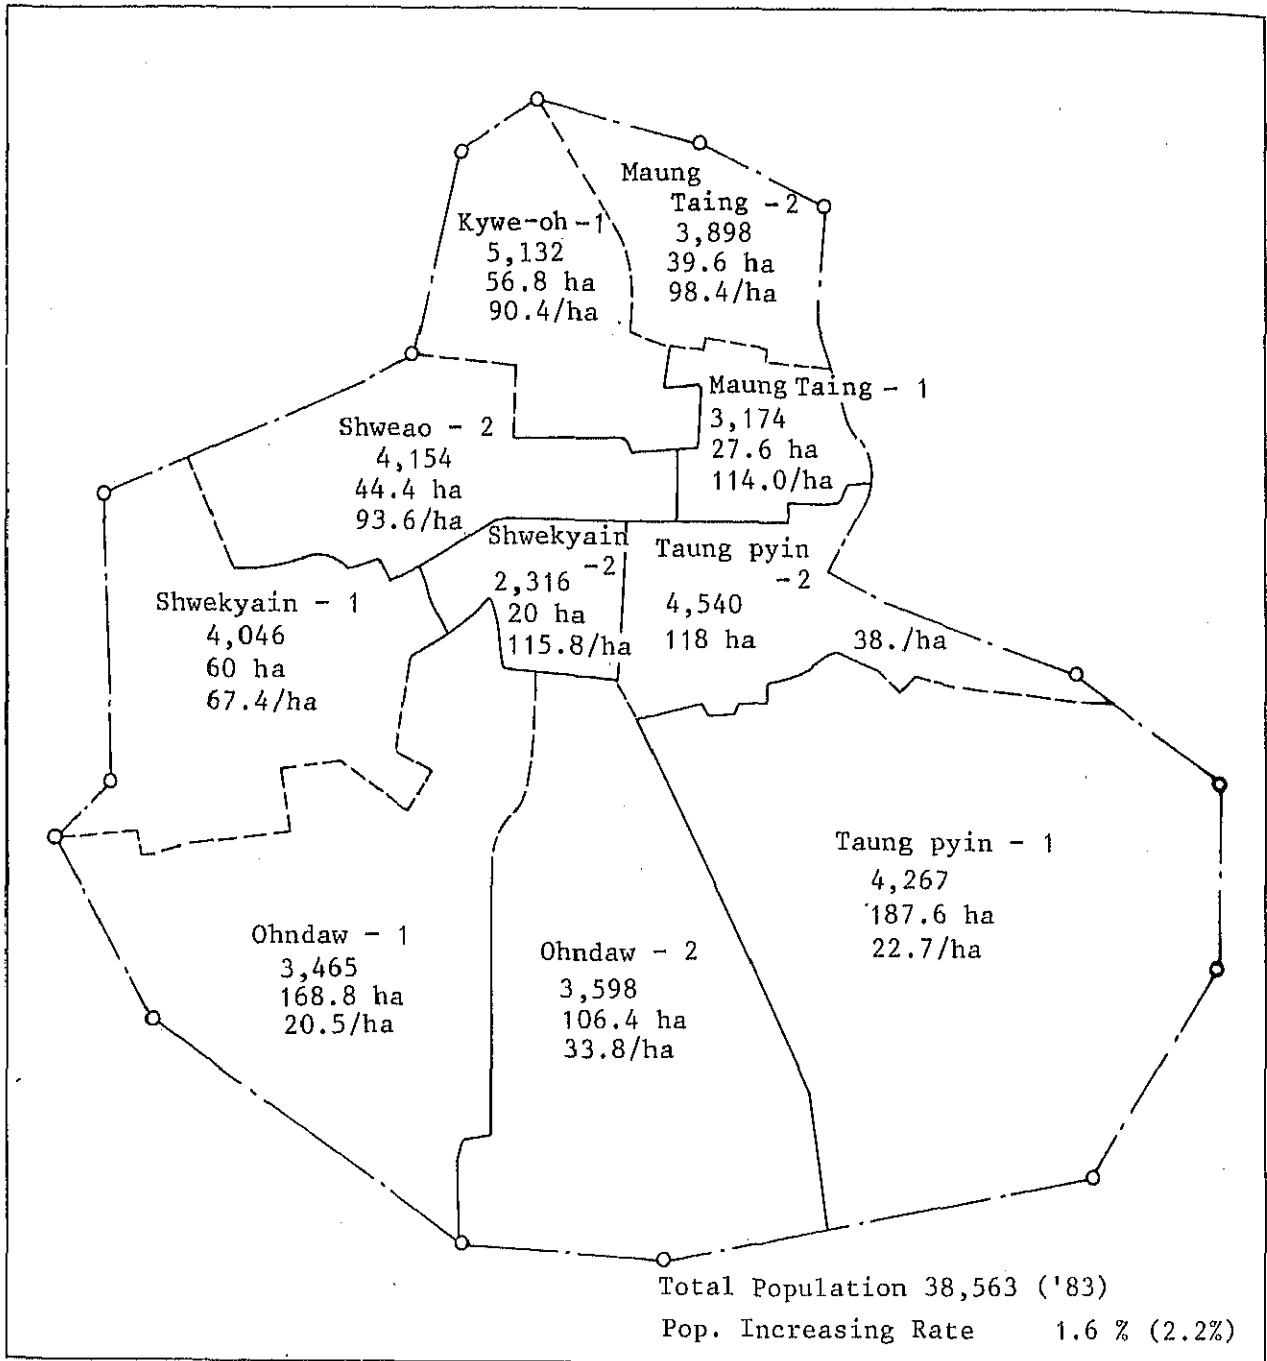 Maung
Taing - 2
3,898
39.6 ha
98.4/ha
Kywe-oh - 1
5,132
56.8 ha
90.4/ha
Maung Taing - 1
3,174
27.6 ha
114.0/ha
Shweao - 2
4,154
44.4 ha
93.6/ha
Shwekyain
- 2
2,316
20 ha
115.8/ha
Taung pyin
- 2
4,540
118 ha 38./ha
Shwekyain - 1
4,046
60 ha
67.4/ha
Taung pyin - 1
4,267
187.6 ha
22.7/ha
Ohndaw - 1
3,465
168.8 ha
20.5/ha
Ohndaw - 2
3,598
106.4 ha
33.8/ha
Total Population 38,563 ('83)
Pop. Increasing Rate 1.6 % (2.2%)